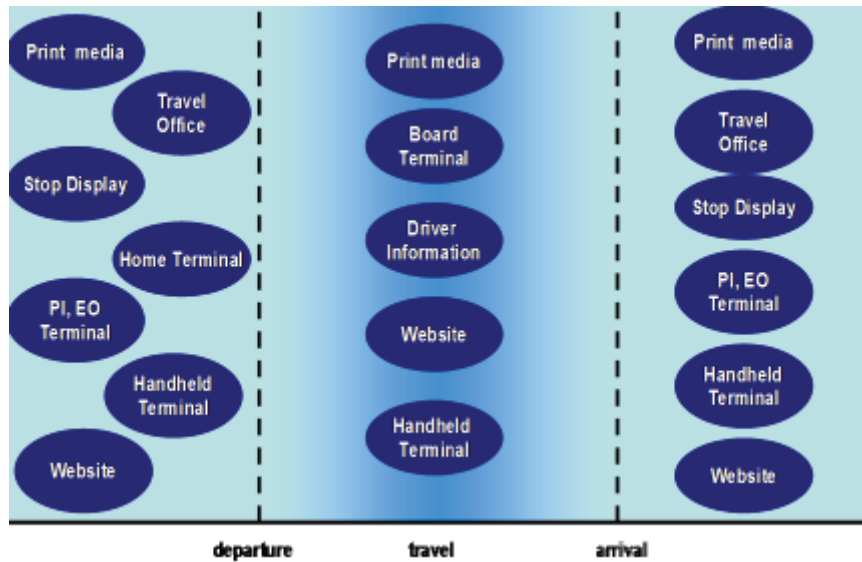 Print media
Travel
Office
Stop Display
Home Terminal
PI, EO
Terminal
Handheld
Terminal
Website
Print media
Board
Terminal
Driver
Information
Website
Handheld
Terminal
Print media
Travel
Office
Stop Display
PI, EO
Terminal
Handheld
Terminal
Website
departure
travel
arrival